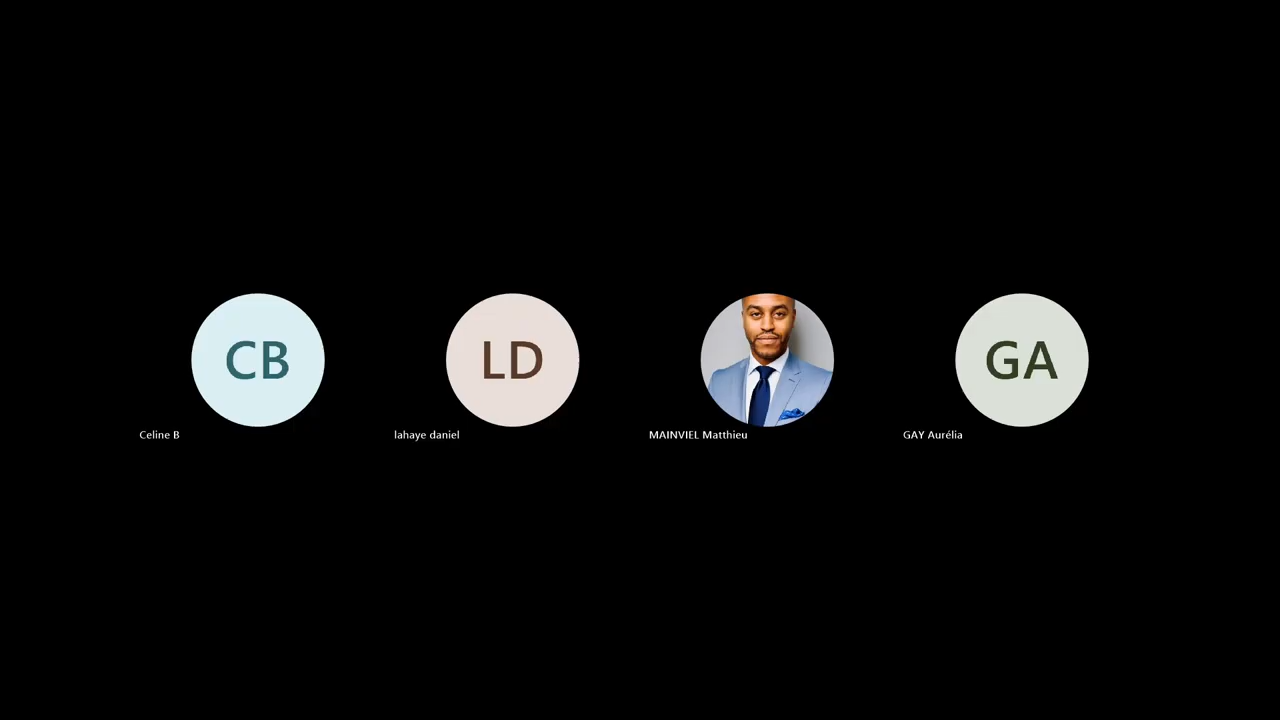 CB
LD
GA
Celine B
lahaye daniel
MAINVIEL Matthieu
GAY Aurélia